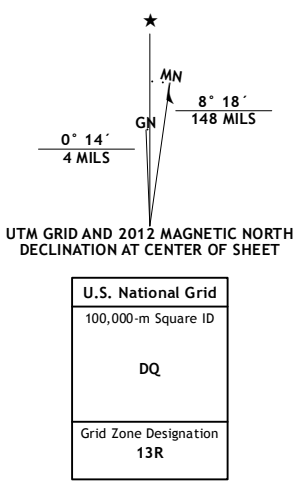 ★
MN
GN
8° 18´
148 MILS
0° 14´
4 MILS
UTM GRID AND 2012 MAGNETIC NORTH
DECLINATION AT CENTER OF SHEET
U.S. National Grid
100,000-m Square ID
DQ
Grid Zone Designation
13R